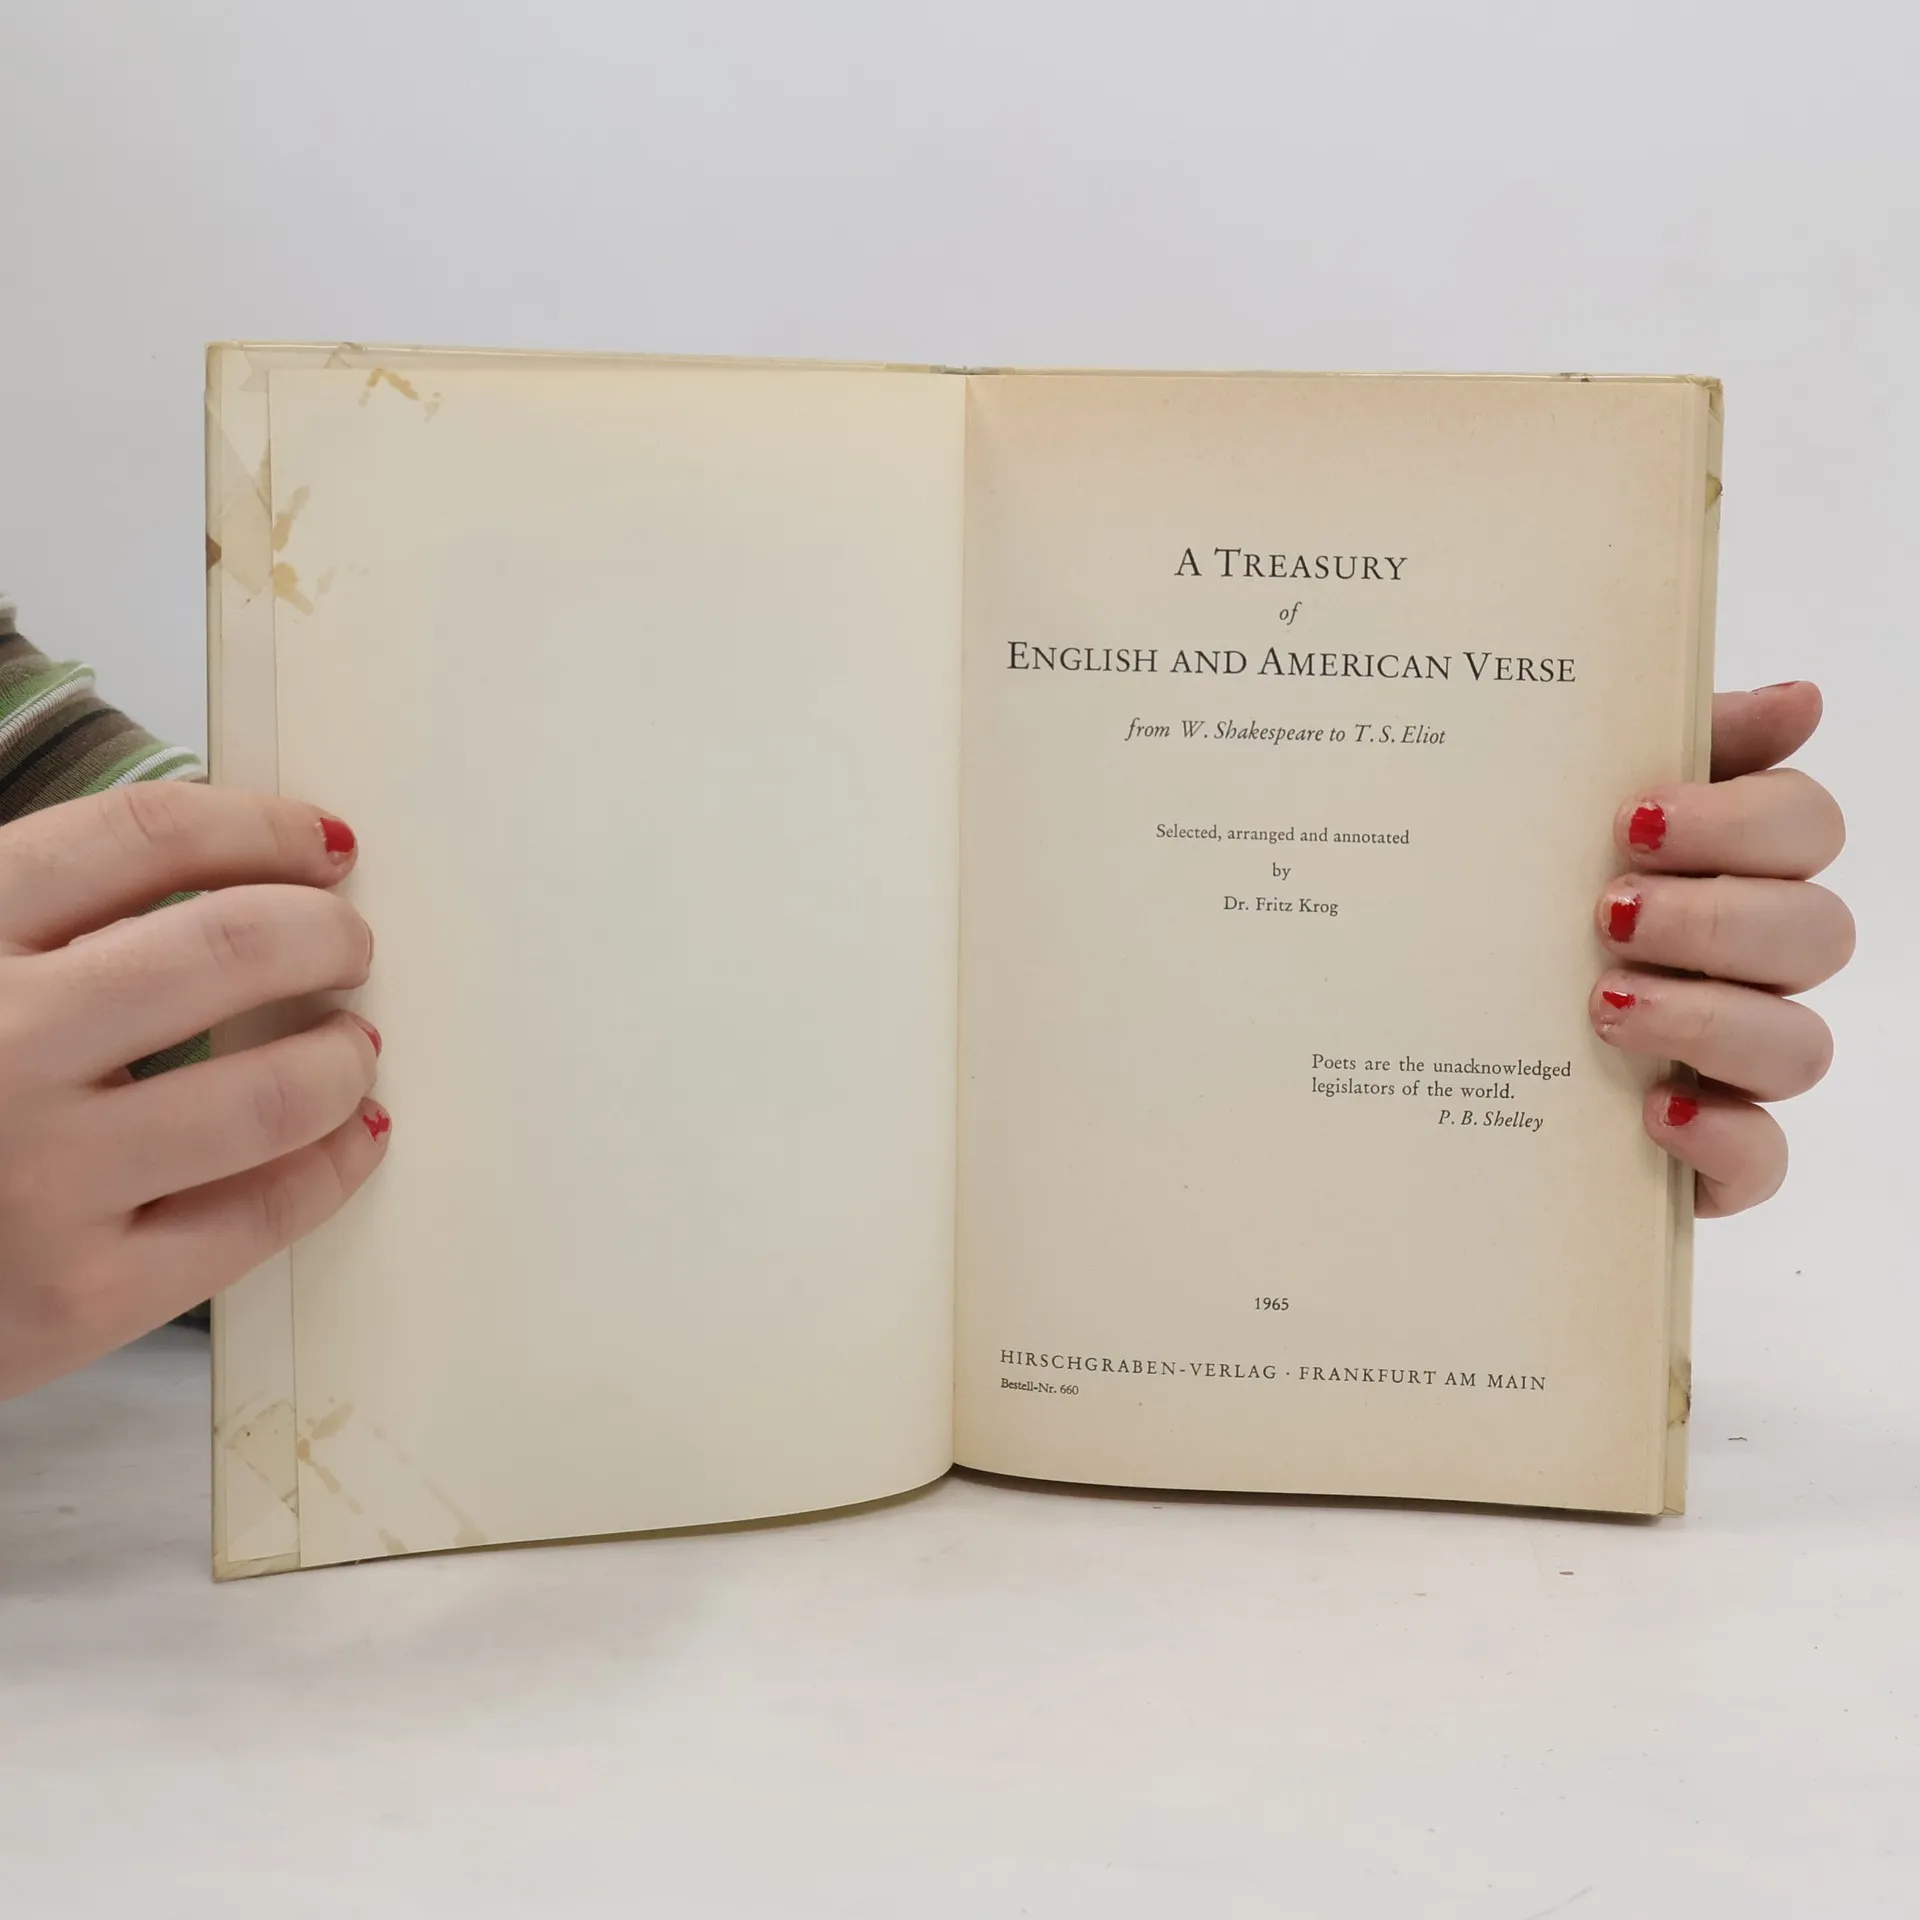 A TREASURY
of
ENGLISH AND AMERICAN VERSE
from W. Shakespeare to T. S. Eliot
Selected, arranged and annotated
by
Dr. Fritz Krog
Poets are the unacknowledged
legislators of the world.
P. B. Shelley
1965
HIRSCHGRABEN-VERLAG · FRANKFURT AM MAIN
Bestell-Nr. 660